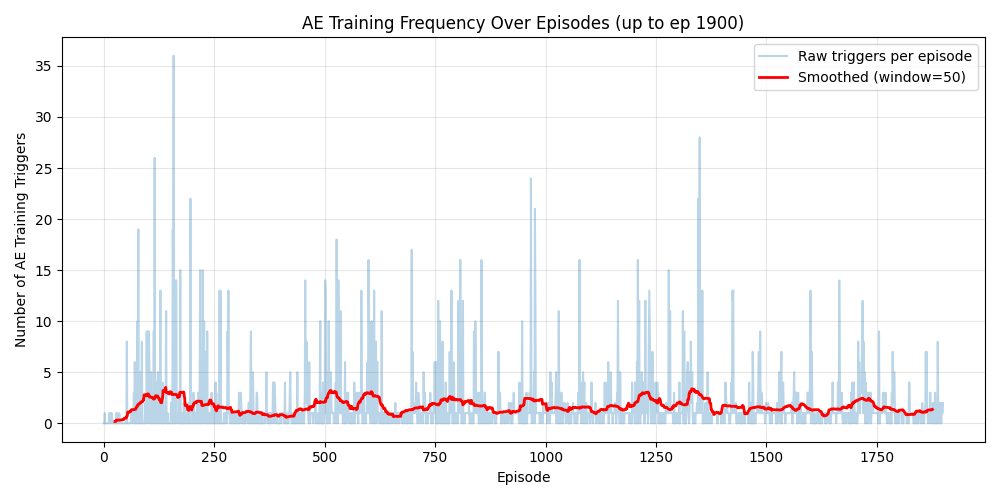 AE Training Frequency Over Episodes (up to ep 1900)
Raw triggers per episode
Smoothed (window=50)
Number of AE Training Triggers
35
30
25
20
15
10
5
0
0 250 500 750 1000 1250 1500 1750
Episode